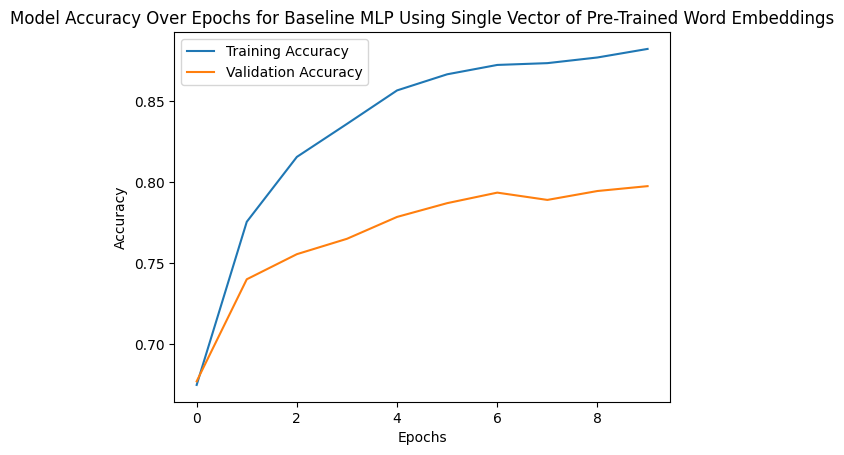 Model Accuracy Over Epochs for Baseline MLP Using Single Vector of Pre-Trained Word Embeddings
Training Accuracy
Validation Accuracy
0.85
0.80
0.75
0.70
Accuracy
0 2 4 6 8
Epochs